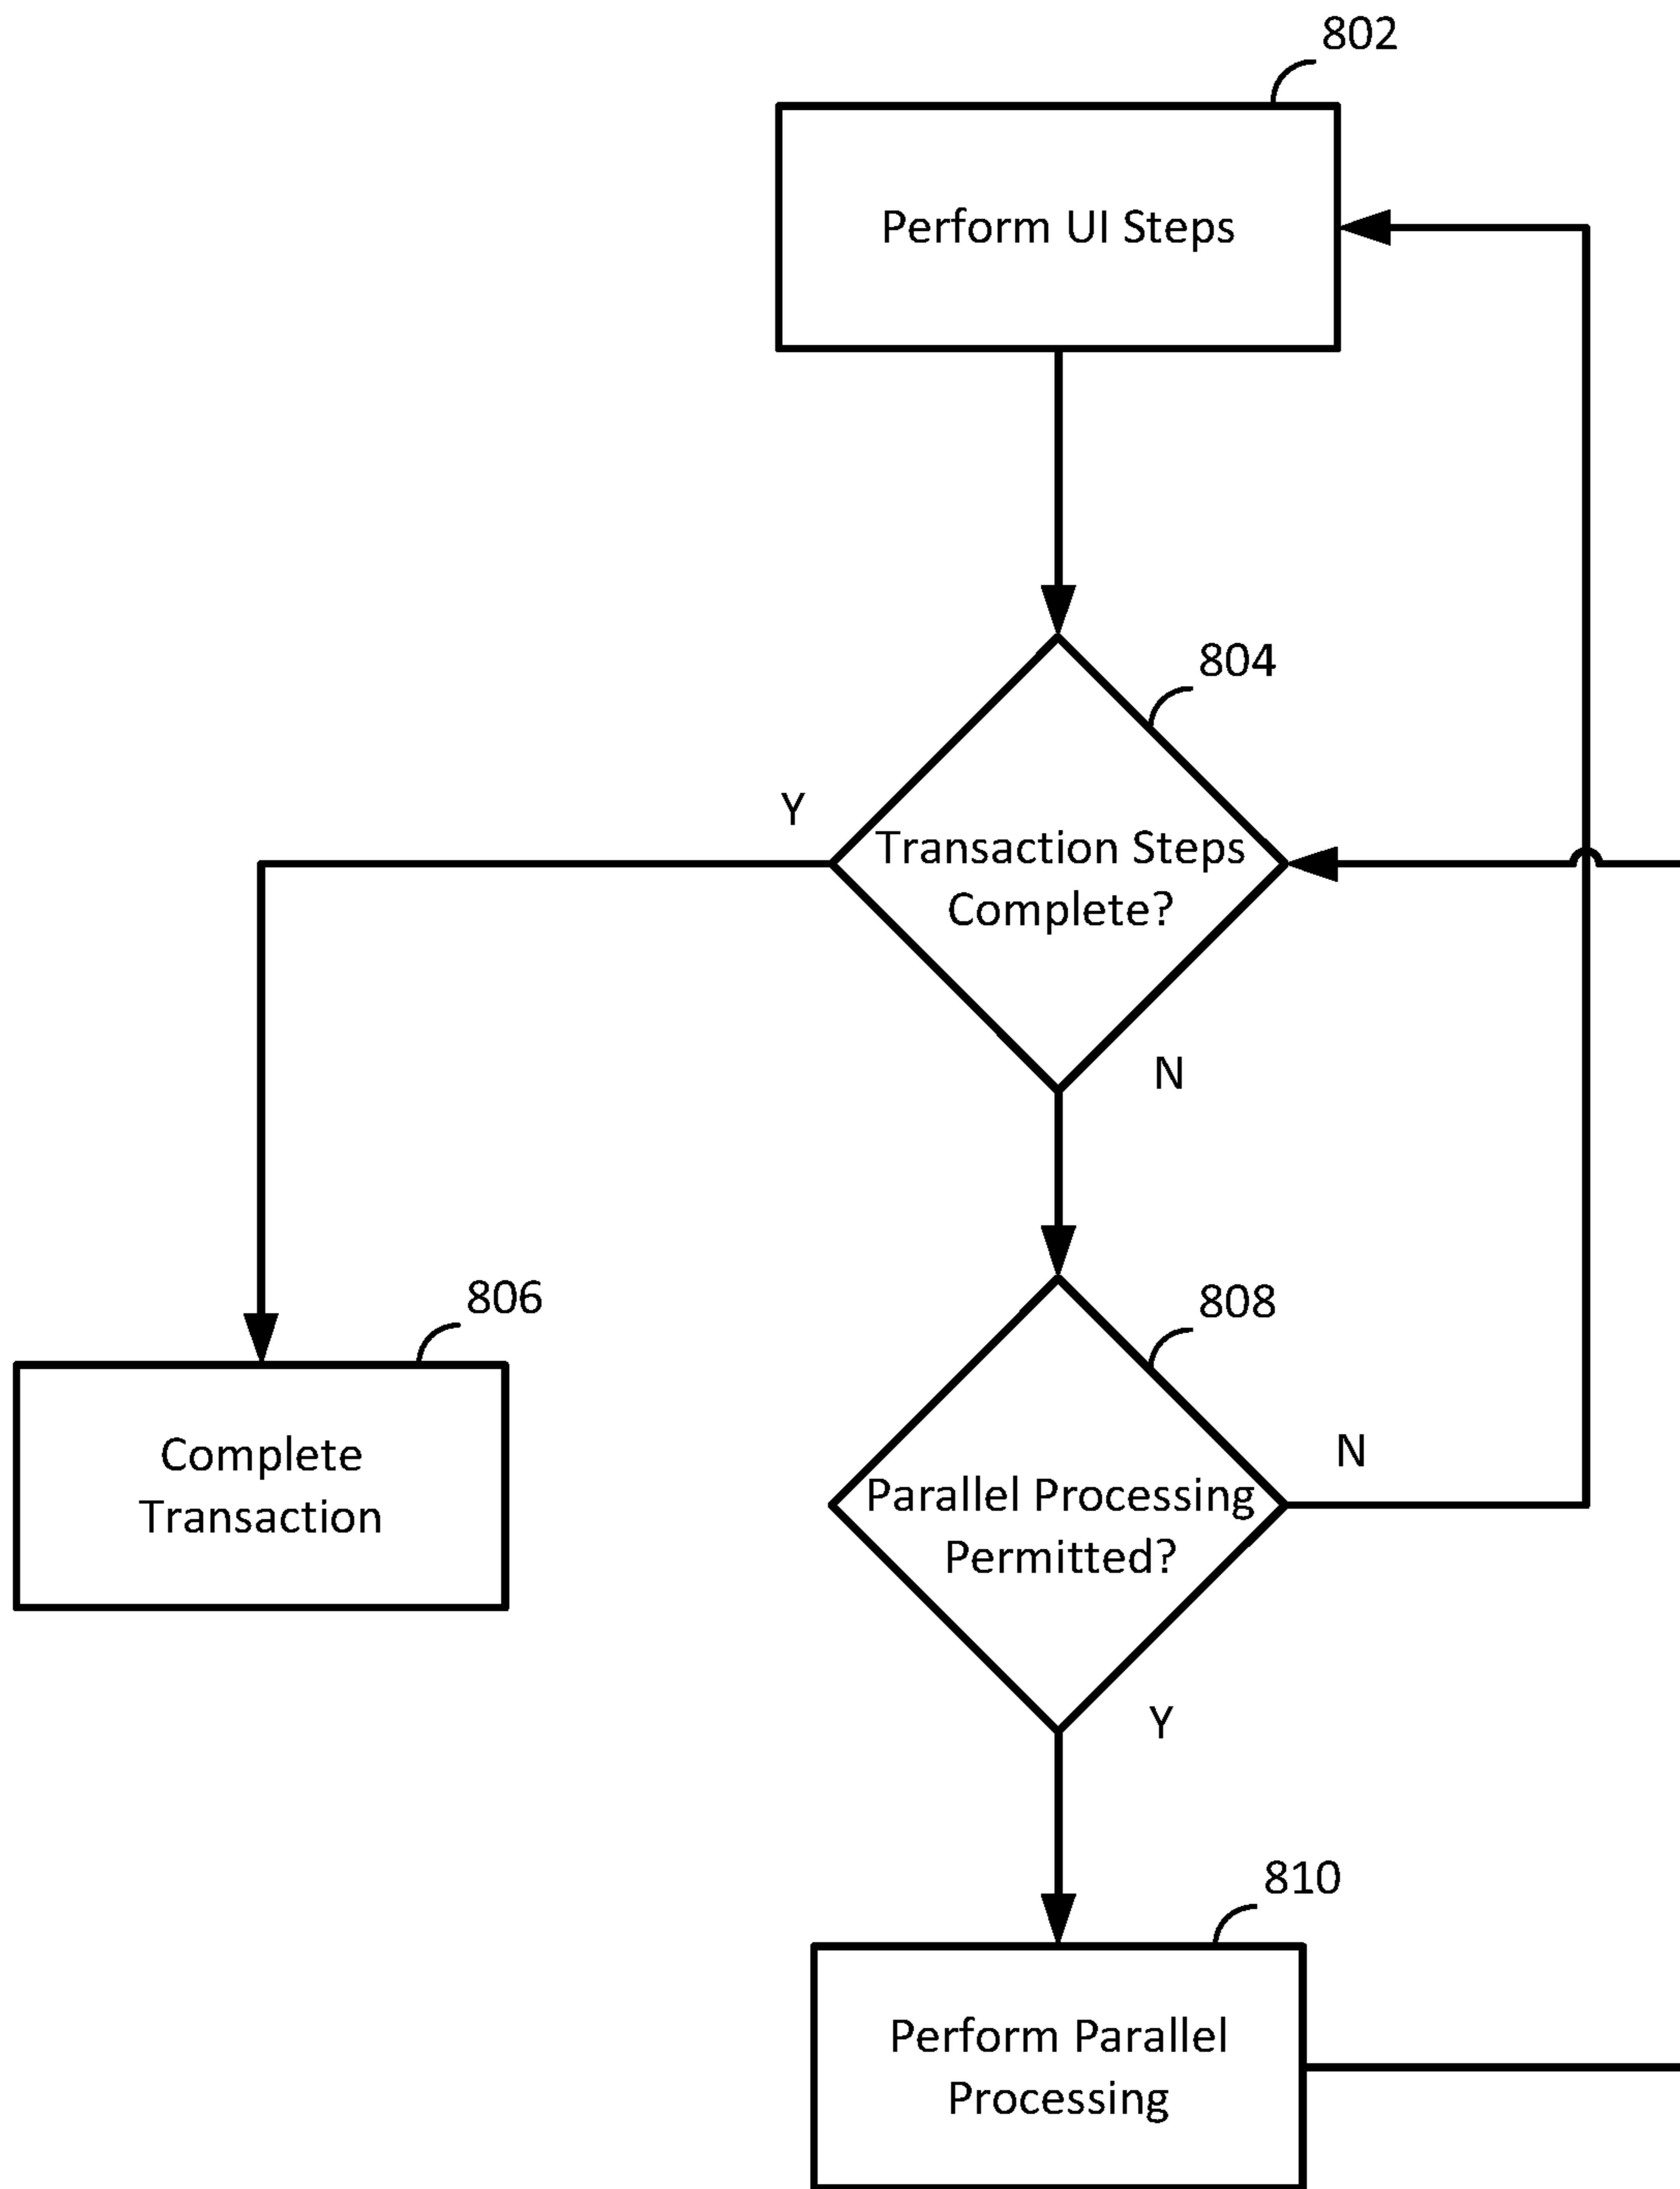 802
Perform UI Steps
804
Y
Transaction Steps
Complete?
N
806
808
Complete
Transaction
N
Parallel Processing
Permitted?
Y
810
Perform Parallel
Processing